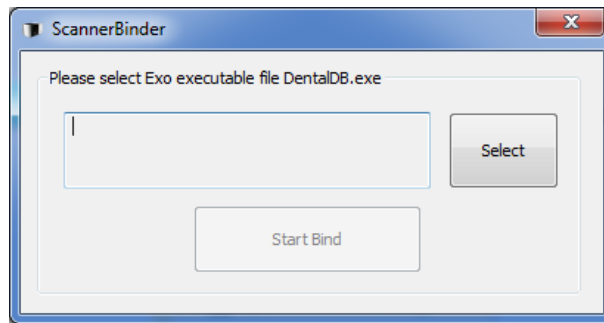 ScannerBinder
Please select Exo executable file DentalDB.exe
Select
Start Bind